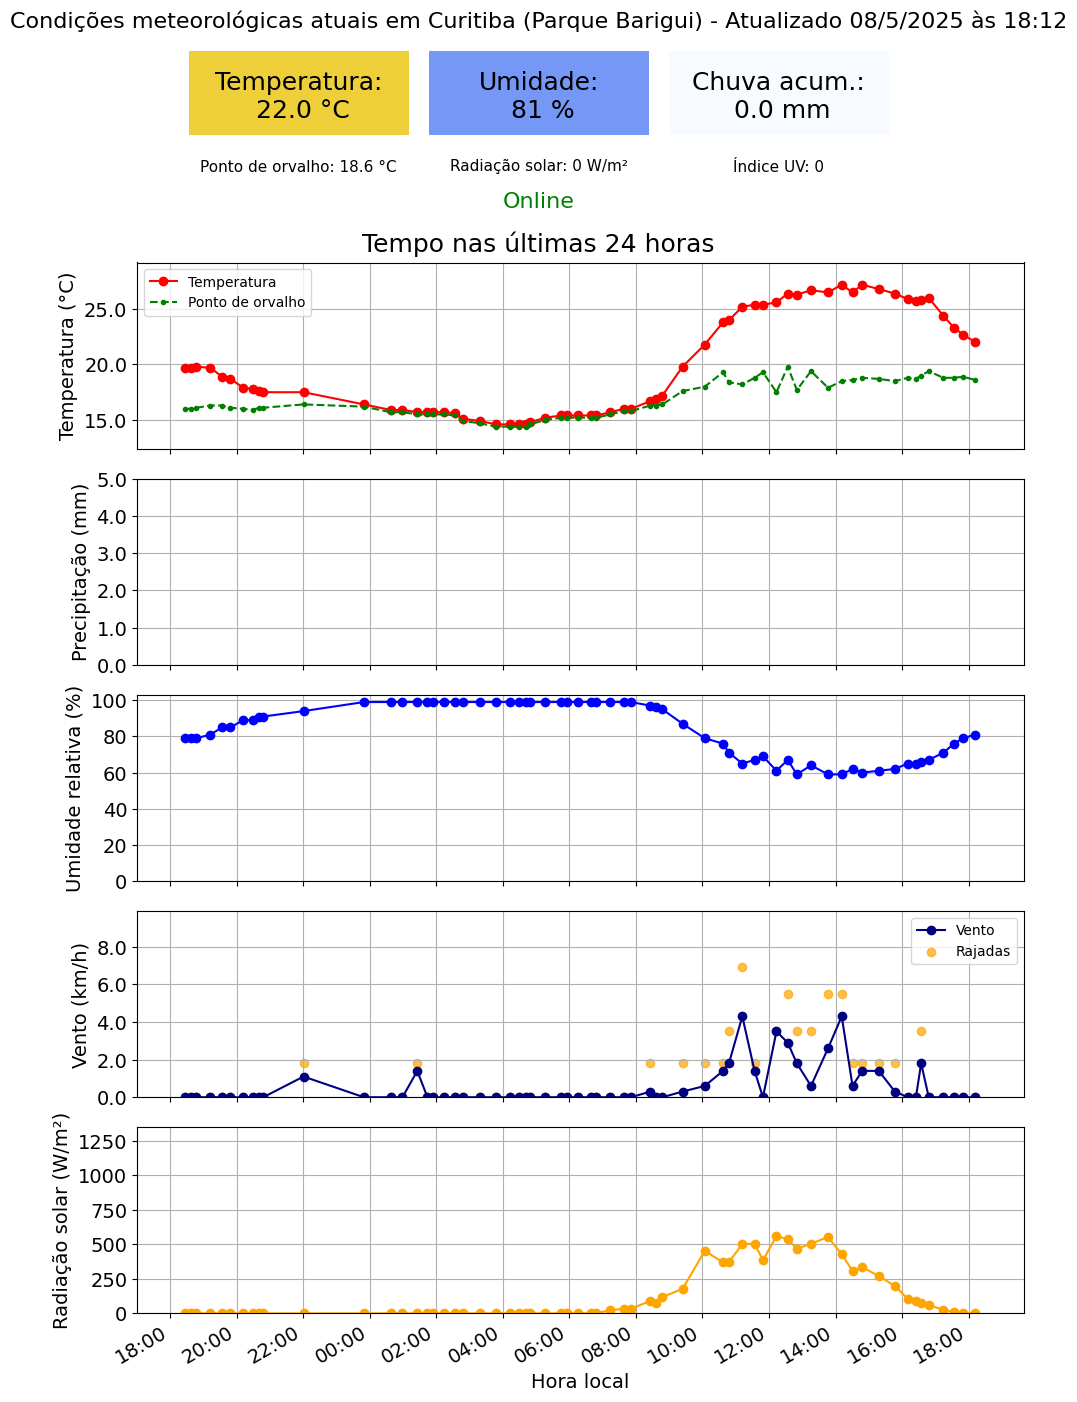 Condições meteorológicas atuais em Curitiba (Parque Barigui) - Atualizado 08/5/2025 às 18:12
Temperatura:
22.0 °C
Umidade:
81 %
Chuva acum.:
0.0 mm
Ponto de orvalho: 18.6 °C
Radiação solar: 0 W/m²
Índice UV: 0
Online
Tempo nas últimas 24 horas
Temperatura (°C)
25.0
20.0
15.0
Temperatura
Ponto de orvalho
Precipitação (mm)
5.0
4.0
3.0
2.0
1.0
0.0
Umidade relativa (%)
100
80
60
40
20
0
Vento (km/h)
8.0
6.0
4.0
2.0
0.0
Vento
Rajadas
Radiação solar (W/m²)
1250
1000
750
500
250
0
18:00
20:00
22:00
00:00
02:00
04:00
06:00
08:00
10:00
12:00
14:00
16:00
18:00
Hora local